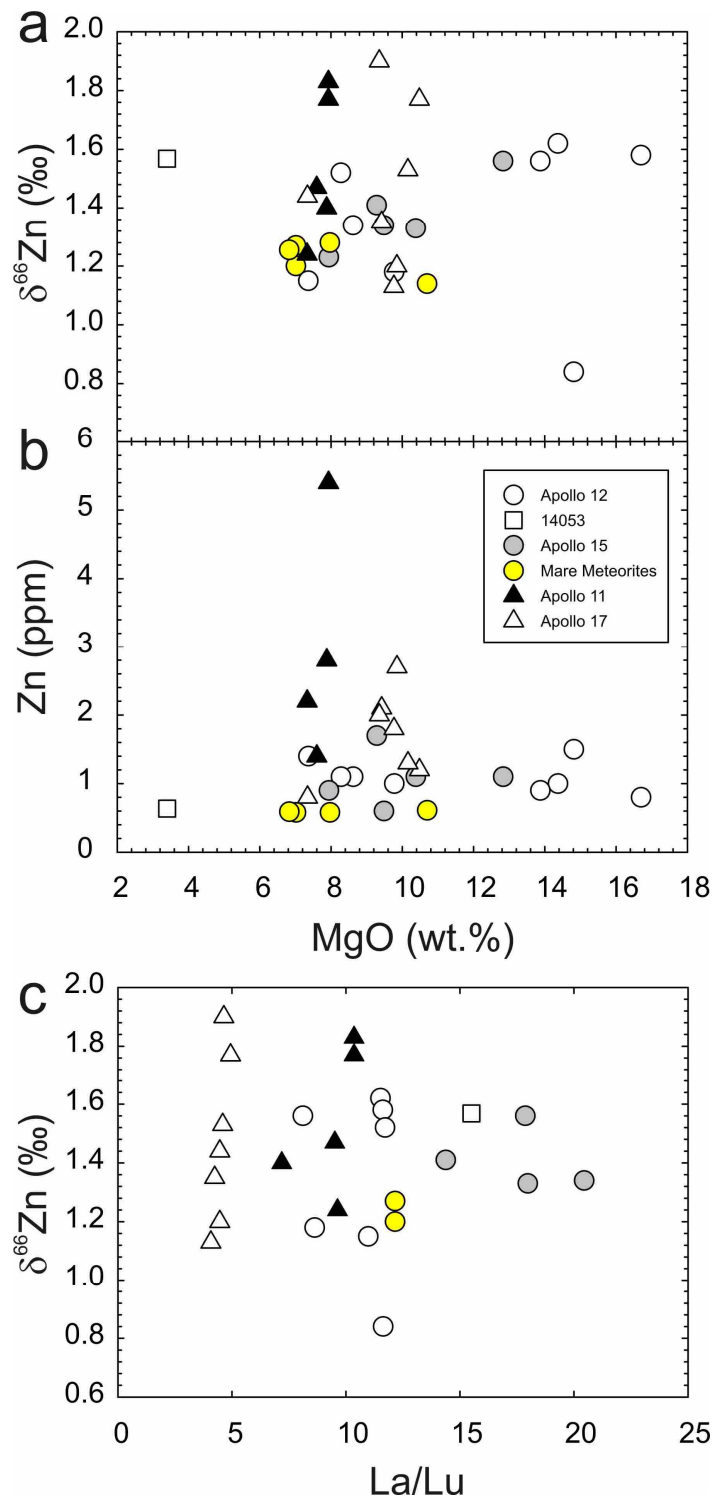 a
2.0
1.8
1.6
1.4
1.2
1.0
0.8
δ⁶⁶Zn (‰)
6
b
5
4
3
2
1
0
Zn (ppm)
Apollo 12
14053
Apollo 15
Mare Meteorites
Apollo 11
Apollo 17
2 4 6 8 10 12 14 16 18
MgO (wt.%)
c
2.0
1.8
1.6
1.4
1.2
1.0
0.8
0.6
δ⁶⁶Zn (‰)
0 5 10 15 20 25
La/Lu